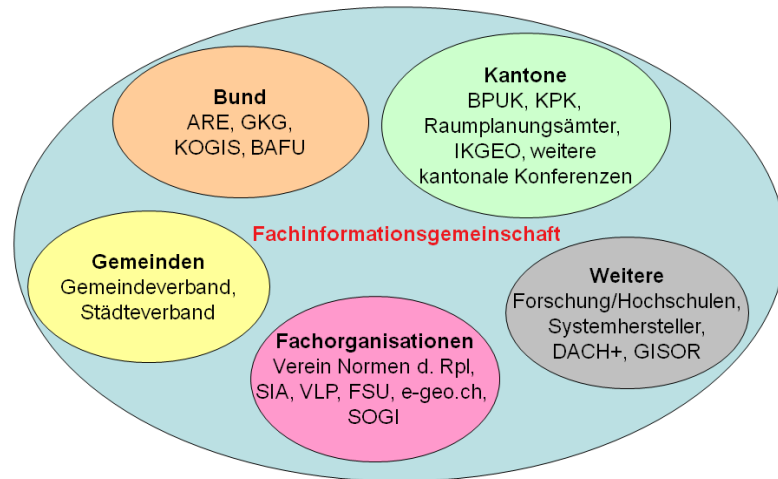 Bund
ARE, GKG,
KOGIS, BAFU
Kantone
BPUK, KPK,
Raumplanungsämter,
IKGEO, weitere
kantonale Konferenzen
Fachinformationsgemeinschaft
Gemeinden
Gemeindeverband,
Städteverband
Weitere
Forschung/Hochschulen,
Systemhersteller,
DACH+, GISOR
Fachorganisationen
Verein Normen d. Rpl,
SIA, VLP, FSU, e-geo.ch,
SOGI